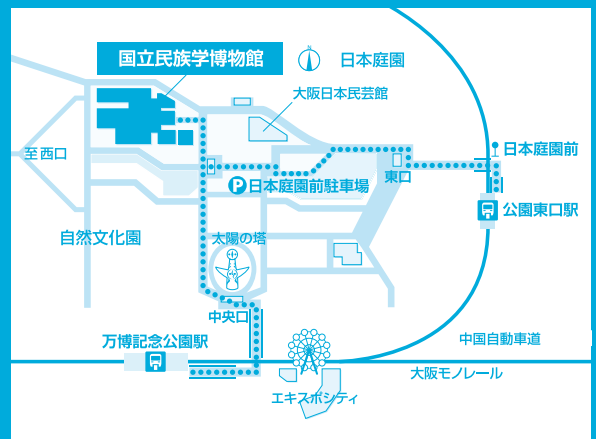 国立民族学博物館
N
日本庭園
大阪日本民芸館
日本庭園前
至西口
東口
P日本庭園前駐車場
公園東口駅
自然文化園
太陽の塔
中央口
万博記念公園駅
中国自動車道
大阪モノレール
エキスポシティ